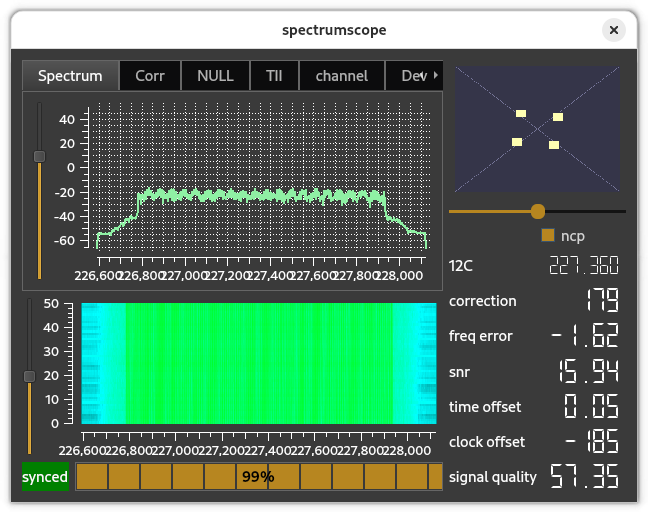 spectrumscope
Spectrum Corr NULL TII channel Dev
40
20
0
-20
-40
-60
226,600 226,800 227,000 227,200 227,400 227,600 227,800 228,000
50
40
30
20
10
0
226,600 226,800 227,000 227,200 227,400 227,600 227,800 228,000
synced 99%
ncp
12C 227.360
correction 179
freq error -1.62
snr 15.94
time offset 0.05
clock offset -185
signal quality 57.35